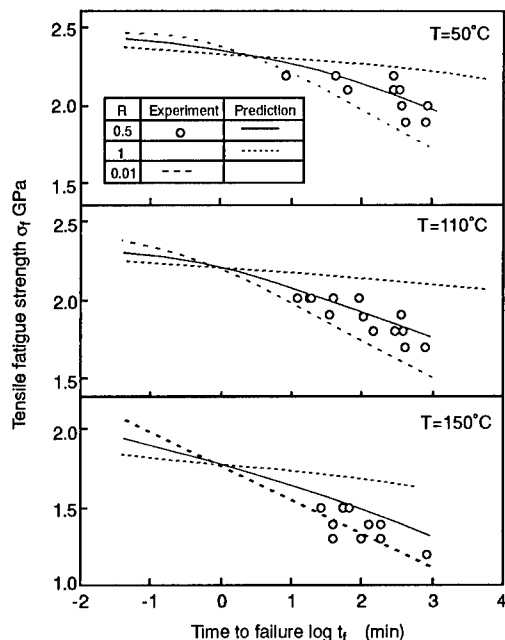 2.5
2.0
1.5
T=50°C
R Experiment Prediction
0.5
1
0.01
2.5
2.0
1.5
T=110°C
Tensile fatigue strength σf GPa
2.0
1.5
1.0
T=150°C
-2 -1 0 1 2 3 4
Time to failure log tf (min)